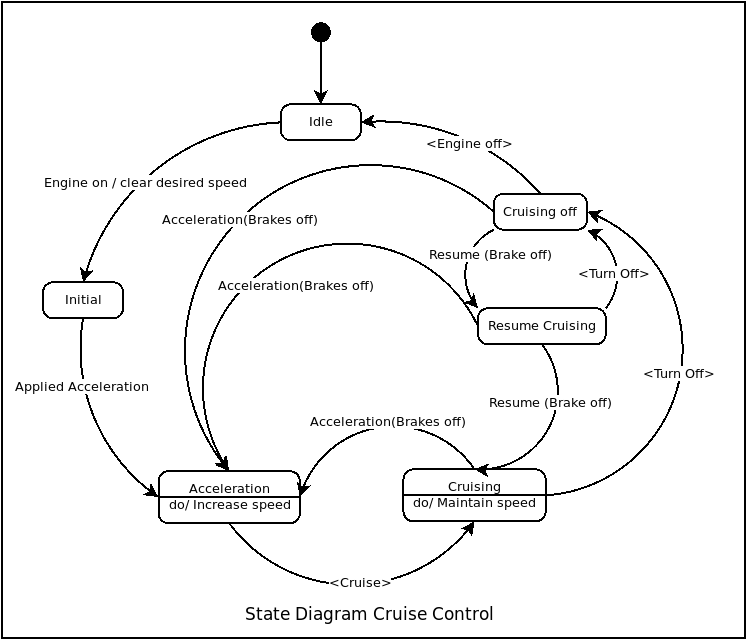 Idle
<Engine off>
Engine on / clear desired speed
Cruising off
Acceleration(Brakes off)
Resume (Brake off)
<Turn Off>
Acceleration(Brakes off)
Initial
Resume Cruising
<Turn Off>
Applied Acceleration
Resume (Brake off)
Acceleration(Brakes off)
Acceleration
do/ Increase speed
Cruising
do/ Maintain speed
<Cruise>
State Diagram Cruise Control